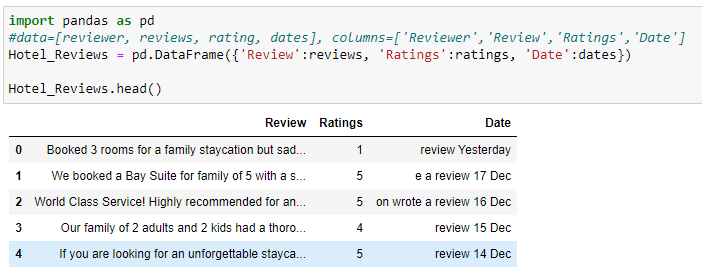 import pandas as pd
#data=[reviewer, reviews, rating, dates], columns=['Reviewer','Review','Ratings','Date']
Hotel_Reviews = pd.DataFrame({'Review':reviews, 'Ratings':ratings, 'Date':dates})
Hotel_Reviews.head()
Review Ratings Date
0 Booked 3 rooms for a family staycation but sad... 1 review Yesterday
1 We booked a Bay Suite for family of 5 with a s... 5 e a review 17 Dec
2 World Class Service! Highly recommended for an... 5 on wrote a review 16 Dec
3 Our family of 2 adults and 2 kids had a thoro... 4 review 15 Dec
4 If you are looking for an unforgettable stayca... 5 review 14 Dec